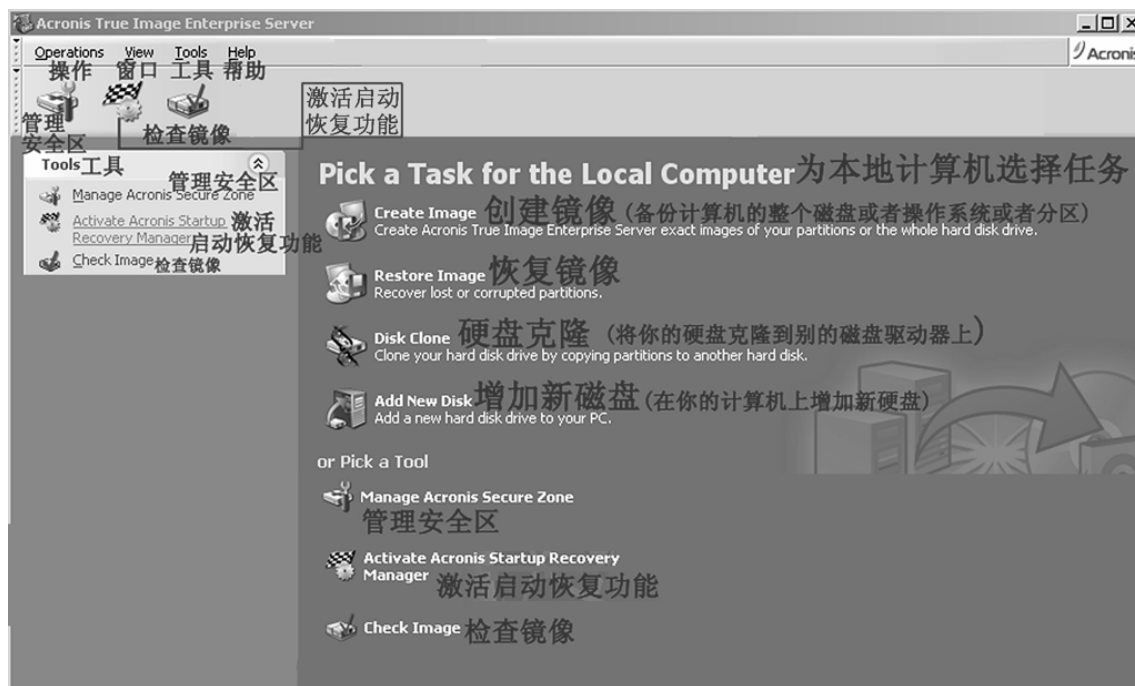 Acronis True Image Enterprise Server
Operations View Tools Help
Acronis
操作 窗口 工具 帮助
管理
安全区
检查镜像
激活启动
恢复功能
Tools工具
管理安全区
Manage Acronis Secure Zone
Activate Acronis Startup 激活
Recovery Manager启动恢复功能
Check Image检查镜像
Pick a Task for the Local Computer为本地计算机选择任务
Create Image 创建镜像 (备份计算机的整个磁盘或者操作系统或者分区)
Create Acronis True Image Enterprise Server exact images of your partitions or the whole hard disk drive.
Restore Image 恢复镜像
Recover lost or corrupted partitions.
Disk Clone 硬盘克隆 (将你的硬盘克隆到别的磁盘驱动器上)
Clone your hard disk drive by copying partitions to another hard disk.
Add New Disk增加新磁盘 (在你的计算机上增加新硬盘)
Add a new hard disk drive to your PC.
or Pick a Tool
Manage Acronis Secure Zone
管理安全区
Activate Acronis Startup Recovery
Manager 激活启动恢复功能
Check Image 检查镜像